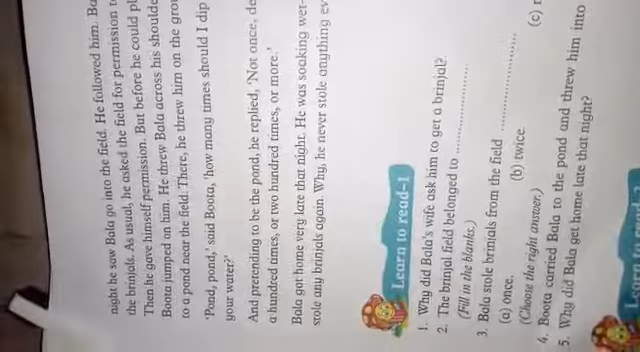 night he saw Bala go into the field. He followed him.
the brinjals. As usual, he asked the field for permission
Then he gave himself permission. But before he could
Boota jumped on him. He threw Bala across his
to a pond near the field. There, he threw him on the
'Pond, pond,' said Boota, 'how many times should I dip
your water?'
And pretending to be the pond, he replied, 'Not once,
a hundred times, or two hundred times, or more.'
Bala got home very late that night. He was soaking wet-
stole any brinjals again. Why, he never stole anything
Learn to read-1
1. Why did Bala's wife ask him to get a brinjal?
2. The brinjal field belonged to ....................
(Fill in the blanks.)
3. Bala stole brinjals from the field ....................
(a) once. (b) twice. (c)
(Choose the right answer.)
4. Boota carried Bala to the pond and threw him into
5. Why did Bala get home late that night?
Learn to read